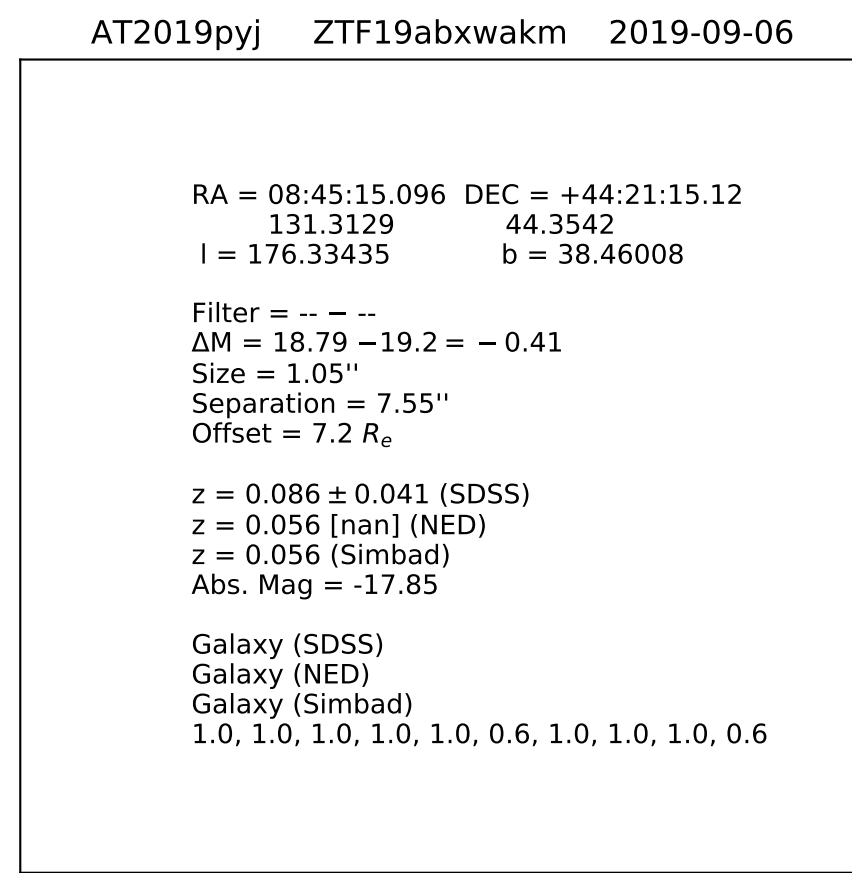 AT2019pyj ZTF19abxwakm 2019-09-06
RA = 08:45:15.096 DEC = +44:21:15.12
131.3129 44.3542
l = 176.33435 b = 38.46008
Filter = -- − --
ΔM = 18.79 −19.2 = − 0.41
Size = 1.05''
Separation = 7.55''
Offset = 7.2 Re
z = 0.086 ± 0.041 (SDSS)
z = 0.056 [nan] (NED)
z = 0.056 (Simbad)
Abs. Mag = -17.85
Galaxy (SDSS)
Galaxy (NED)
Galaxy (Simbad)
1.0, 1.0, 1.0, 1.0, 1.0, 0.6, 1.0, 1.0, 1.0, 0.6